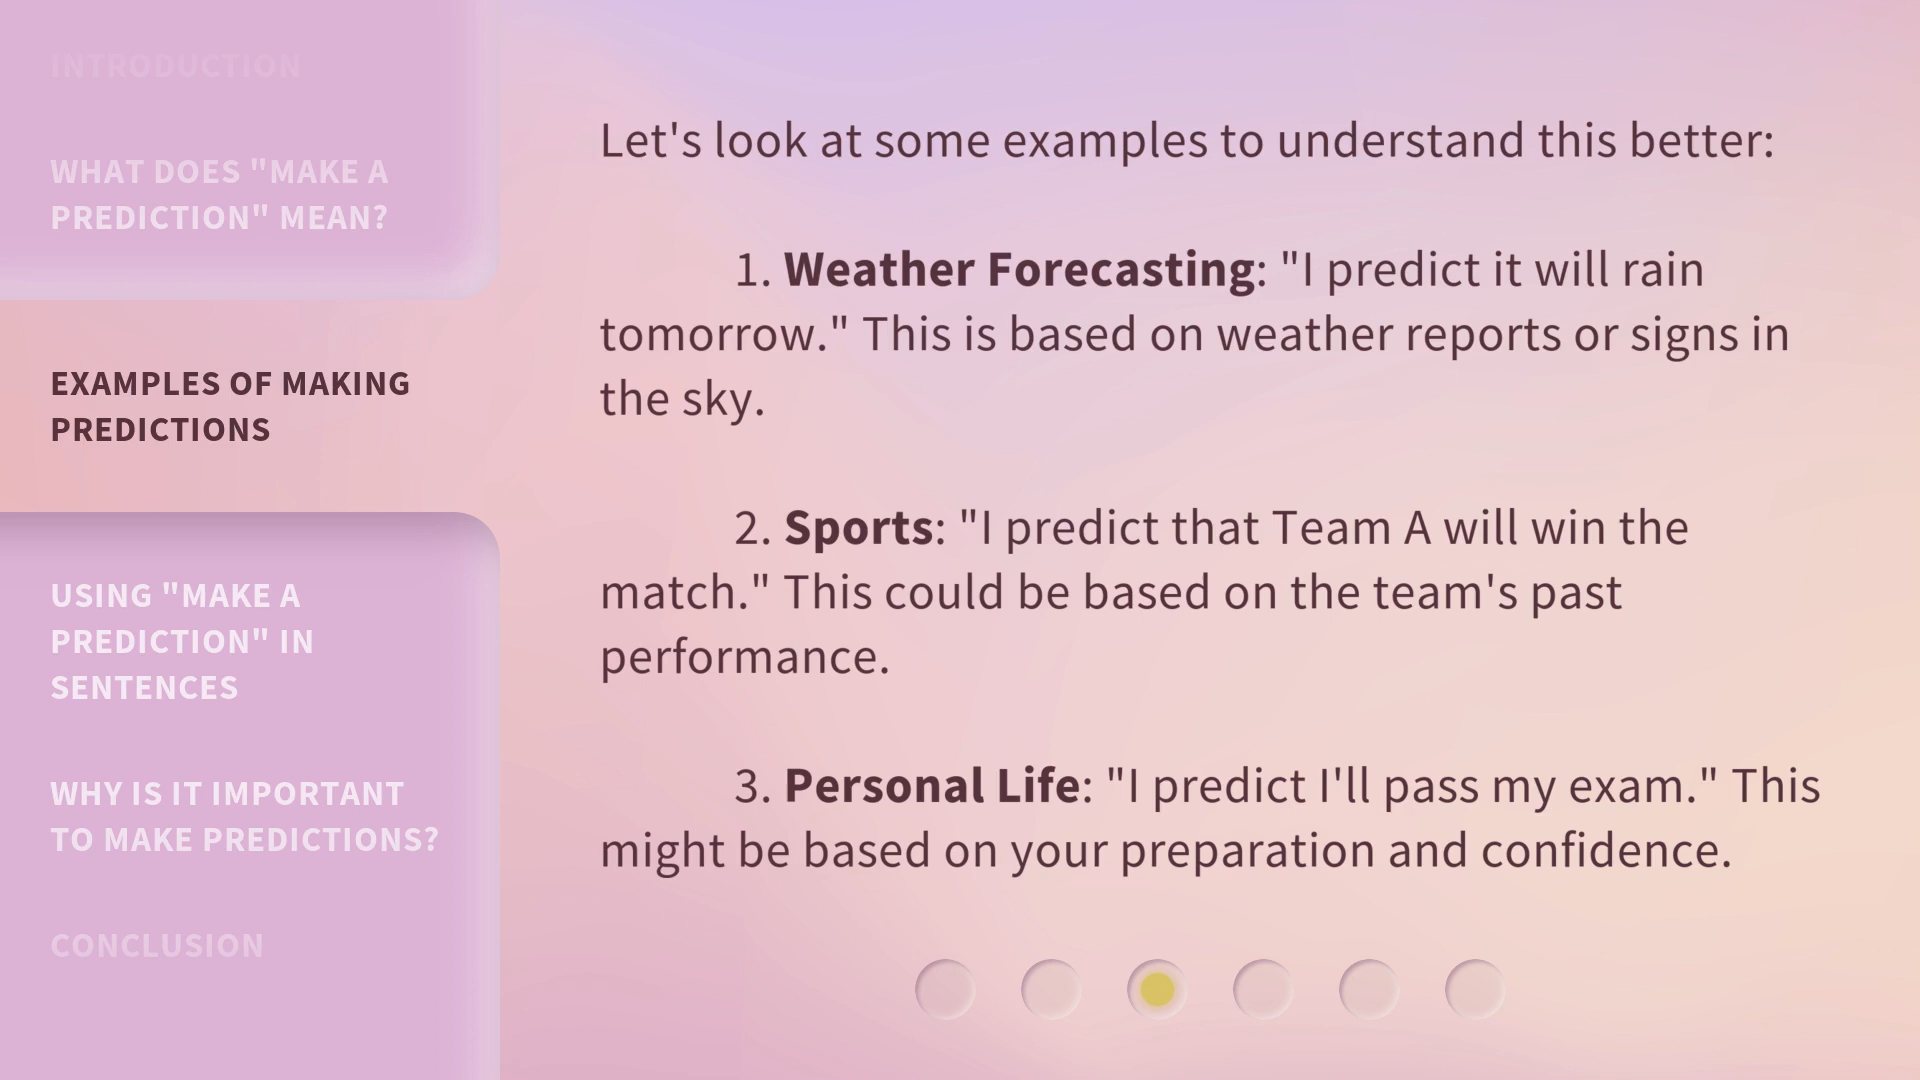 INTRODUCTION
WHAT DOES "MAKE A
PREDICTION" MEAN?
EXAMPLES OF MAKING
PREDICTIONS
USING "MAKE A
PREDICTION" IN
SENTENCES
WHY IS IT IMPORTANT
TO MAKE PREDICTIONS?
CONCLUSION
Let's look at some examples to understand this better:
1. Weather Forecasting: "I predict it will rain
tomorrow." This is based on weather reports or signs in
the sky.
2. Sports: "I predict that Team A will win the
match." This could be based on the team's past
performance.
3. Personal Life: "I predict I'll pass my exam." This
might be based on your preparation and confidence.